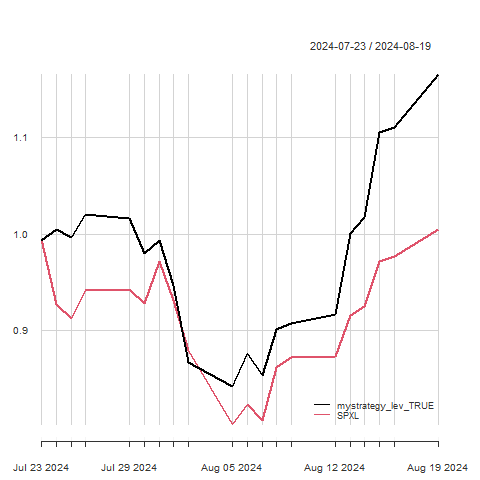 2024-07-23 / 2024-08-19
1.1
1.0
0.9
mystrategy_lev_TRUE
SPXL
Jul 23 2024
Jul 29 2024
Aug 05 2024
Aug 12 2024
Aug 19 2024